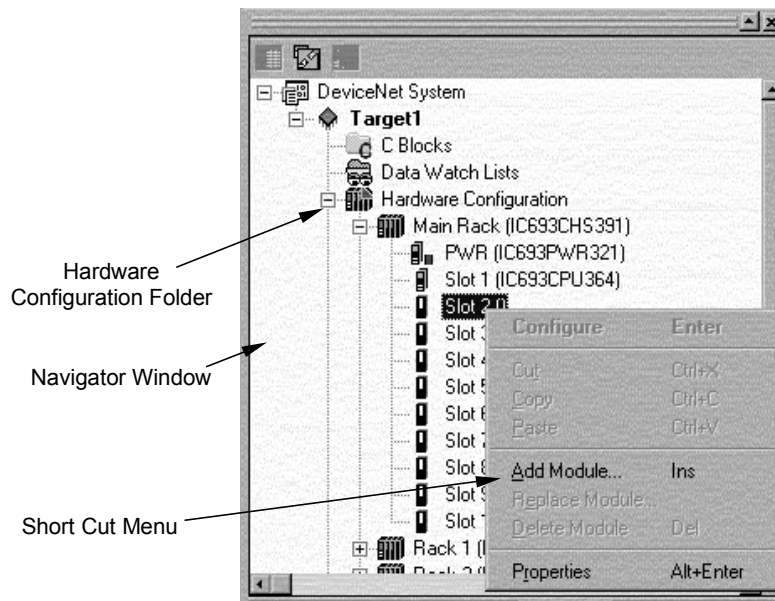 DeviceNet System
Target1
C Blocks
Data Watch Lists
Hardware Configuration
Main Rack (IC693CHS391)
PWR (IC693PWR321)
Slot 1 (IC693CPU364)
Slot 2
Slot 3
Slot 4
Slot 5
Slot 6
Slot 7
Slot 8
Slot 9
Slot
Rack 1 (
Configure Enter
Cut Ctrl+X
Copy Ctrl+C
Paste Ctrl+V
Add Module... Ins
Replace Module...
Delete Module Del
Properties Alt+Enter
Hardware
Configuration Folder
Navigator Window
Short Cut Menu